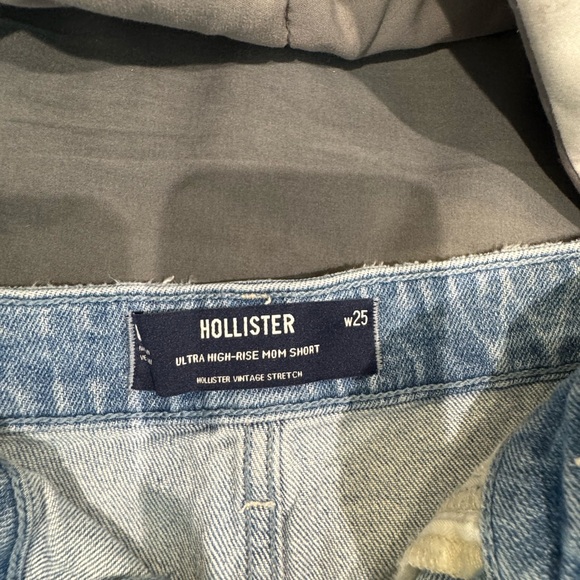 HOLLISTER
W25
ULTRA HIGH-RISE MOM SHORT
HOLLISTER VINTAGE STRETCH